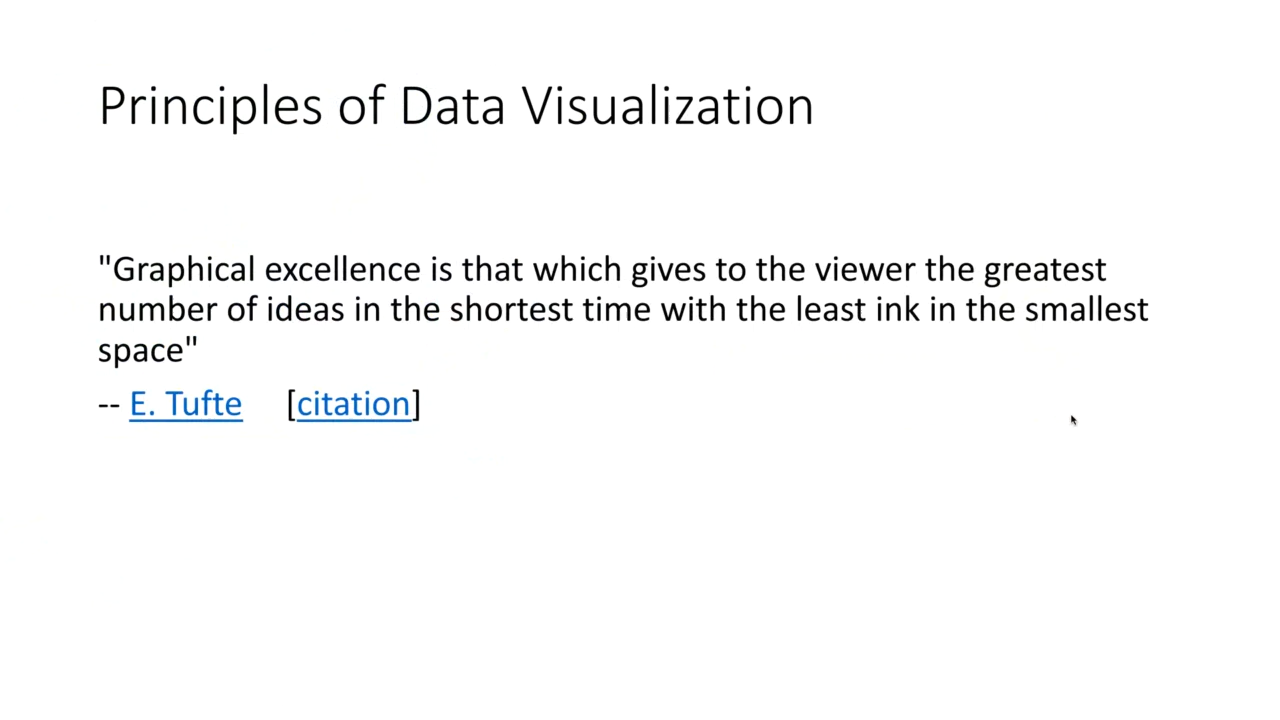 Principles of Data Visualization
"Graphical excellence is that which gives to the viewer the greatest
number of ideas in the shortest time with the least ink in the smallest
space"
-- E. Tufte [citation]